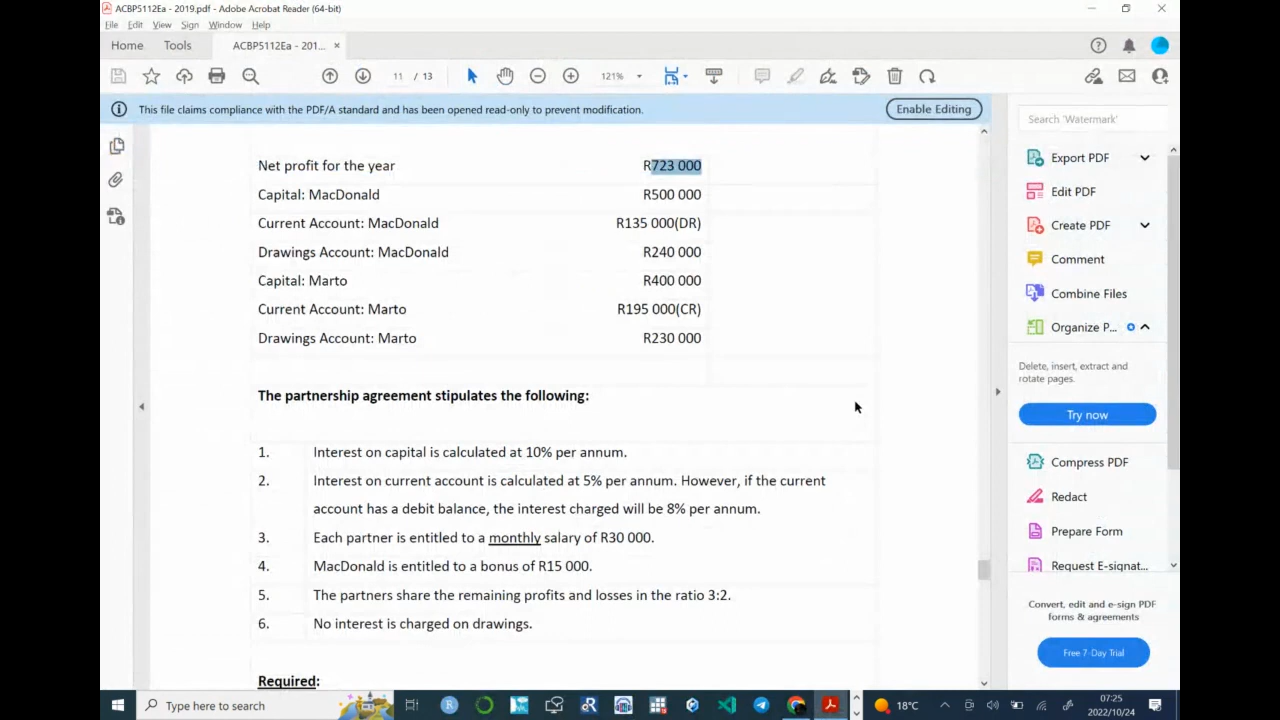 ACBP5112Ea - 2019.pdf - Adobe Acrobat Reader (64-bit)
File Edit View Sign Window Help
Home Tools ACBP5112Ea - 201... ×
11 / 13 121%
This file claims compliance with the PDF/A standard and has been opened read-only to prevent modification. Enable Editing
Net profit for the year R723 000
Capital: MacDonald R500 000
Current Account: MacDonald R135 000(DR)
Drawings Account: MacDonald R240 000
Capital: Marto R400 000
Current Account: Marto R195 000(CR)
Drawings Account: Marto R230 000
The partnership agreement stipulates the following:
1. Interest on capital is calculated at 10% per annum.
2. Interest on current account is calculated at 5% per annum. However, if the current
account has a debit balance, the interest charged will be 8% per annum.
3. Each partner is entitled to a monthly salary of R30 000.
4. MacDonald is entitled to a bonus of R15 000.
5. The partners share the remaining profits and losses in the ratio 3:2.
6. No interest is charged on drawings.
Required:
Search 'Watermark'
Export PDF
Edit PDF
Create PDF
Comment
Combine Files
Organize P...
Delete, insert, extract and
rotate pages.
Try now
Compress PDF
Redact
Prepare Form
Request E-signat...
Convert, edit and e-sign PDF
forms & agreements
Free 7-Day Trial
Type here to search
18°C
07:25
2022/10/24